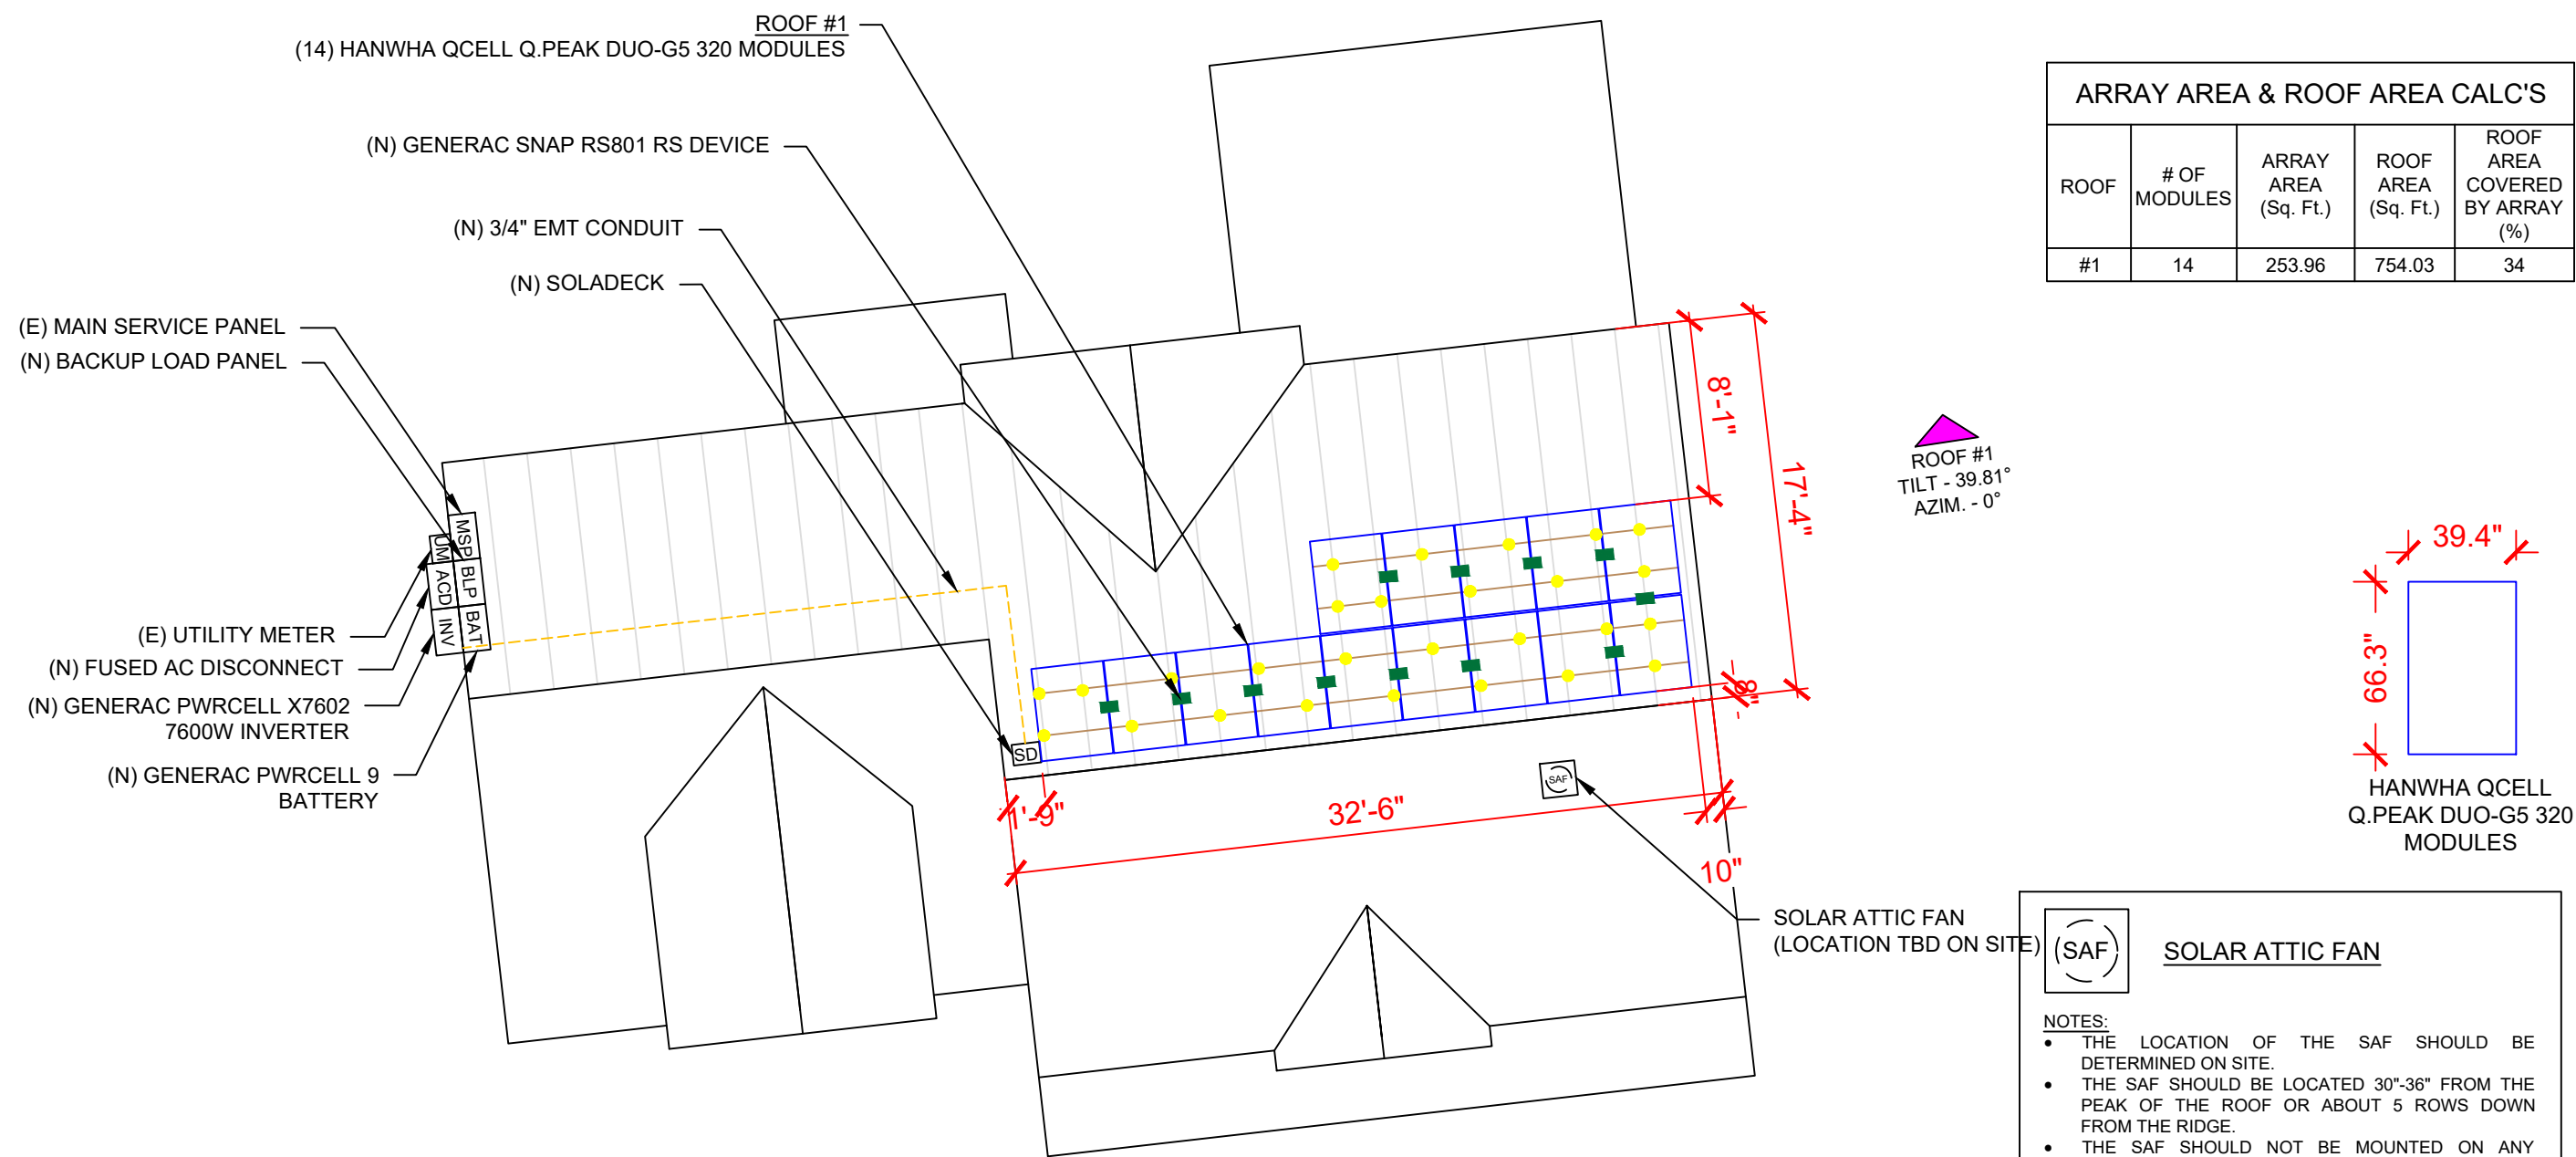 ROOF #1
(14) HANWHA QCELL Q.PEAK DUO-G5 320 MODULES
(N) GENERAC SNAP RS801 RS DEVICE
(N) 3/4" EMT CONDUIT
(N) SOLADECK
(E) MAIN SERVICE PANEL
(N) BACKUP LOAD PANEL
(E) UTILITY METER
(N) FUSED AC DISCONNECT
(N) GENERAC PWRCELL X7602
7600W INVERTER
(N) GENERAC PWRCELL 9
BATTERY
MSP
UM
BLP
ACD
BAT
INV
SD
SAF
8'-1"
17'-4"
8"
1'-9"
32'-6"
10"
SOLAR ATTIC FAN
(LOCATION TBD ON SITE)
ROOF #1
TILT - 39.81°
AZIM. - 0°
ARRAY AREA & ROOF AREA CALC'S
ROOF
# OF
MODULES
ARRAY
AREA
(Sq. Ft.)
ROOF
AREA
(Sq. Ft.)
ROOF
AREA
COVERED
BY ARRAY
(%)
#1 14 253.96 754.03 34
39.4"
66.3"
HANWHA QCELL
Q.PEAK DUO-G5 320
MODULES
SAF
SOLAR ATTIC FAN
NOTES:
• THE LOCATION OF THE SAF SHOULD BE
DETERMINED ON SITE.
• THE SAF SHOULD BE LOCATED 30"-36" FROM THE
PEAK OF THE ROOF OR ABOUT 5 ROWS DOWN
FROM THE RIDGE.
• THE SAF SHOULD NOT BE MOUNTED ON ANY